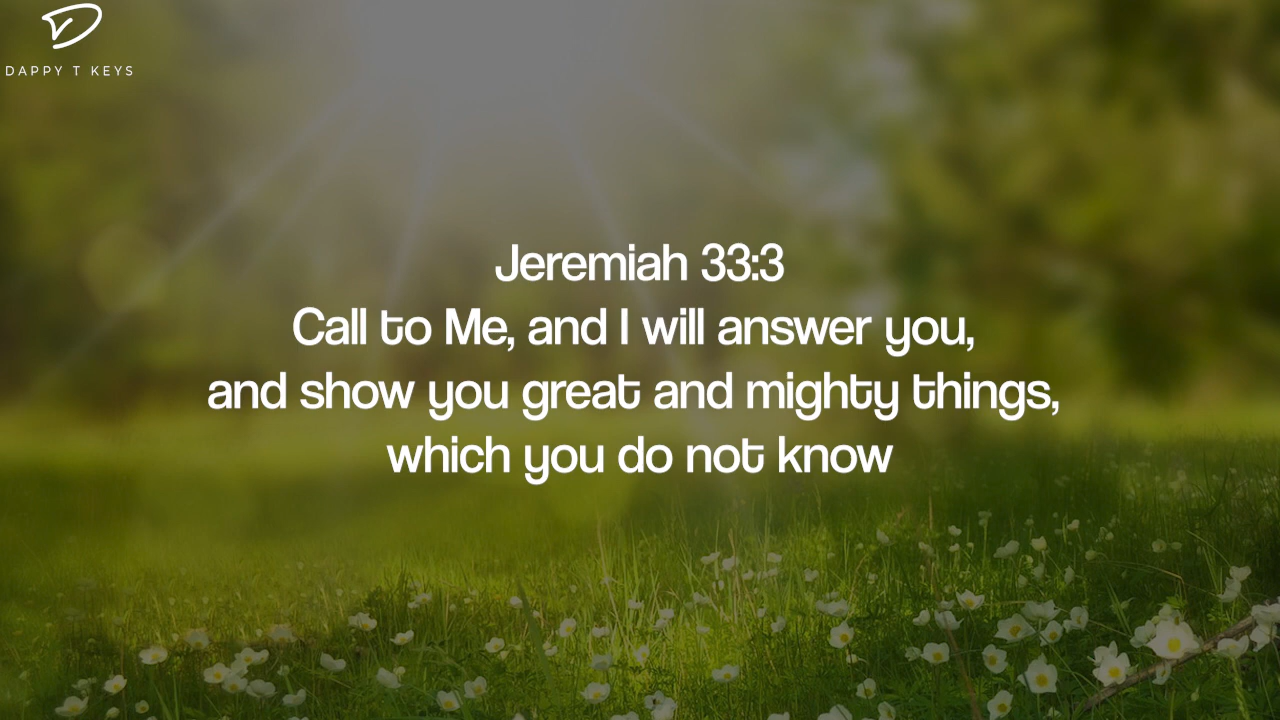 DAPPY T KEYS
Jeremiah 33:3
Call to Me, and I will answer you,
and show you great and mighty things,
which you do not know